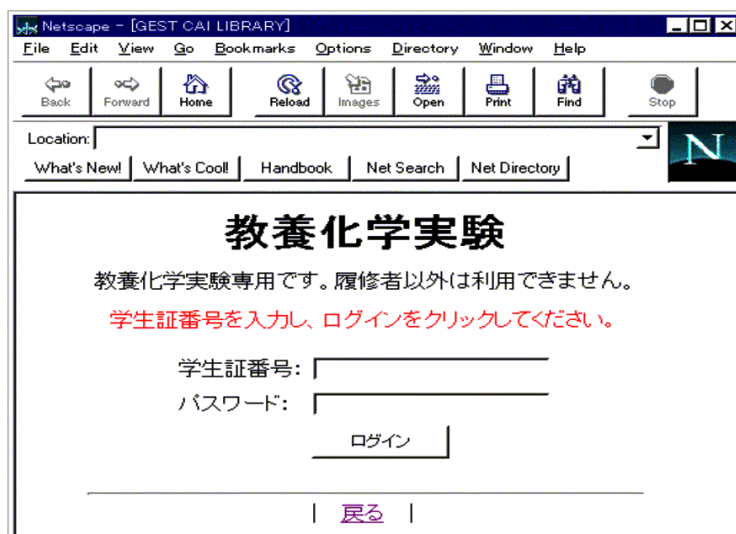 Netscape - [GEST CAI LIBRARY]
File Edit View Go Bookmarks Options Directory Window Help
Back Forward Home Reload Images Open Print Find Stop
Location:
What's New! What's Cool! Handbook Net Search Net Directory
N
教養化学実験
教養化学実験専用です。履修者以外は利用できません。
学生証番号を入力し、ログインをクリックしてください。
学生証番号:
パスワード:
ログイン
| 戻る |